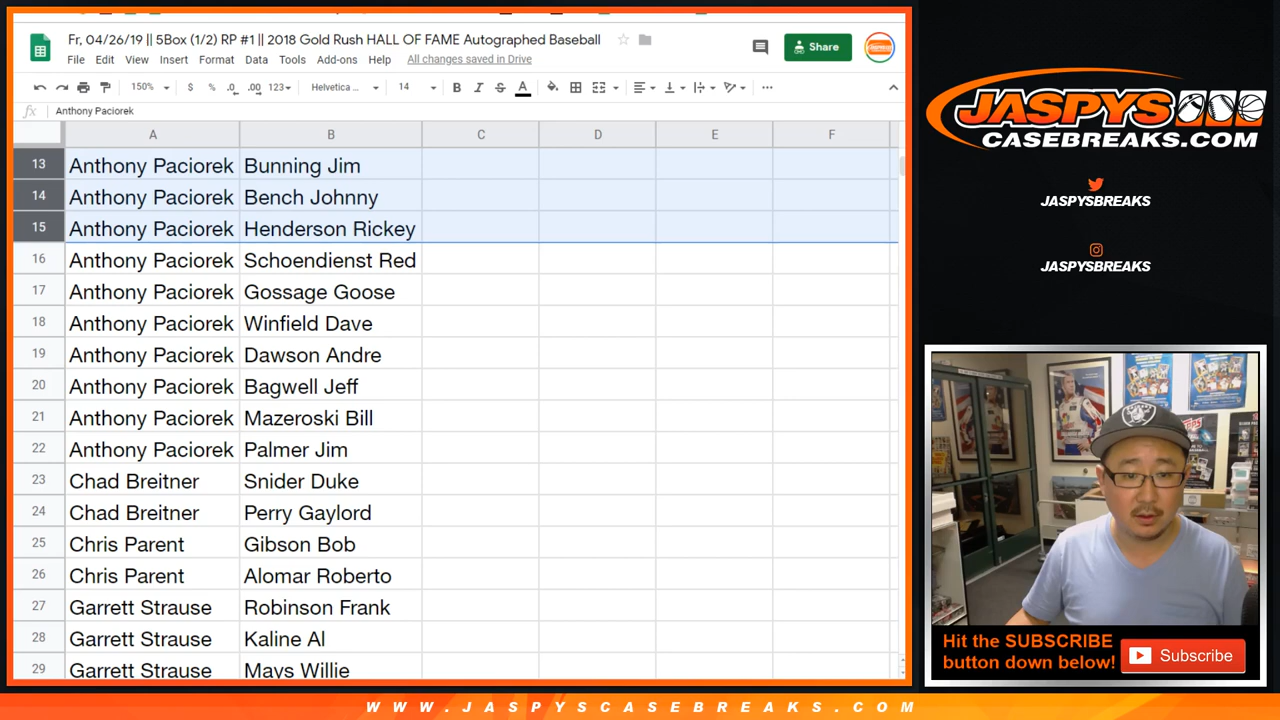 Fr, 04/26/19 || 5Box (1/2) RP #1 || 2018 Gold Rush HALL OF FAME Autographed Baseball
Share
File Edit View Insert Format Data Tools Add-ons Help All changes saved in Drive
150% $ % .0 .00 123 Helvetica ... 14 B I S A
fx Anthony Paciorek
A B C D E F
13 Anthony Paciorek Bunning Jim
14 Anthony Paciorek Bench Johnny
15 Anthony Paciorek Henderson Rickey
16 Anthony Paciorek Schoendienst Red
17 Anthony Paciorek Gossage Goose
18 Anthony Paciorek Winfield Dave
19 Anthony Paciorek Dawson Andre
20 Anthony Paciorek Bagwell Jeff
21 Anthony Paciorek Mazeroski Bill
22 Anthony Paciorek Palmer Jim
23 Chad Breitner Snider Duke
24 Chad Breitner Perry Gaylord
25 Chris Parent Gibson Bob
26 Chris Parent Alomar Roberto
27 Garrett Strause Robinson Frank
28 Garrett Strause Kaline Al
29 Garrett Strause Mays Willie
JASPYS
CASEBREAKS.COM
JASPYSBREAKS
JASPYSBREAKS
Hit the SUBSCRIBE
button down below!
Subscribe
WWW.JASPYSCASEBREAKS.COM